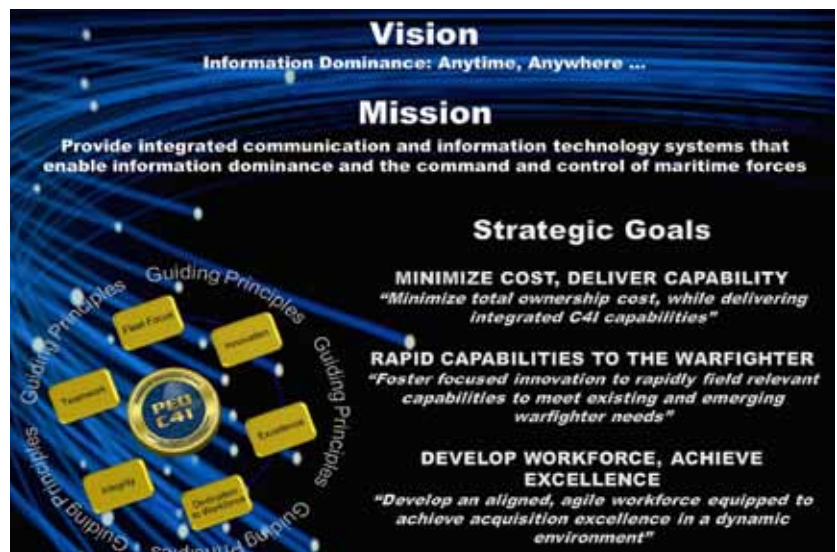 Vision
Information Dominance: Anytime, Anywhere ...
Mission
Provide integrated communication and information technology systems that
enable information dominance and the command and control of maritime forces
Strategic Goals
MINIMIZE COST, DELIVER CAPABILITY
“Minimize total ownership cost, while delivering
integrated C4I capabilities”
RAPID CAPABILITIES TO THE WARFIGHTER
“Foster focused innovation to rapidly field relevant
capabilities to meet existing and emerging
warfighter needs”
DEVELOP WORKFORCE, ACHIEVE
EXCELLENCE
“Develop an aligned, agile workforce equipped to
achieve acquisition excellence in a dynamic
environment”
Guiding Principles
Guiding Principles
Guiding Principles
Guiding Principles
Guiding Principles
Fleet Focus
Innovation
Excellence
Dedication
to Workforce
Integrity
Teamwork
PEO
C4I